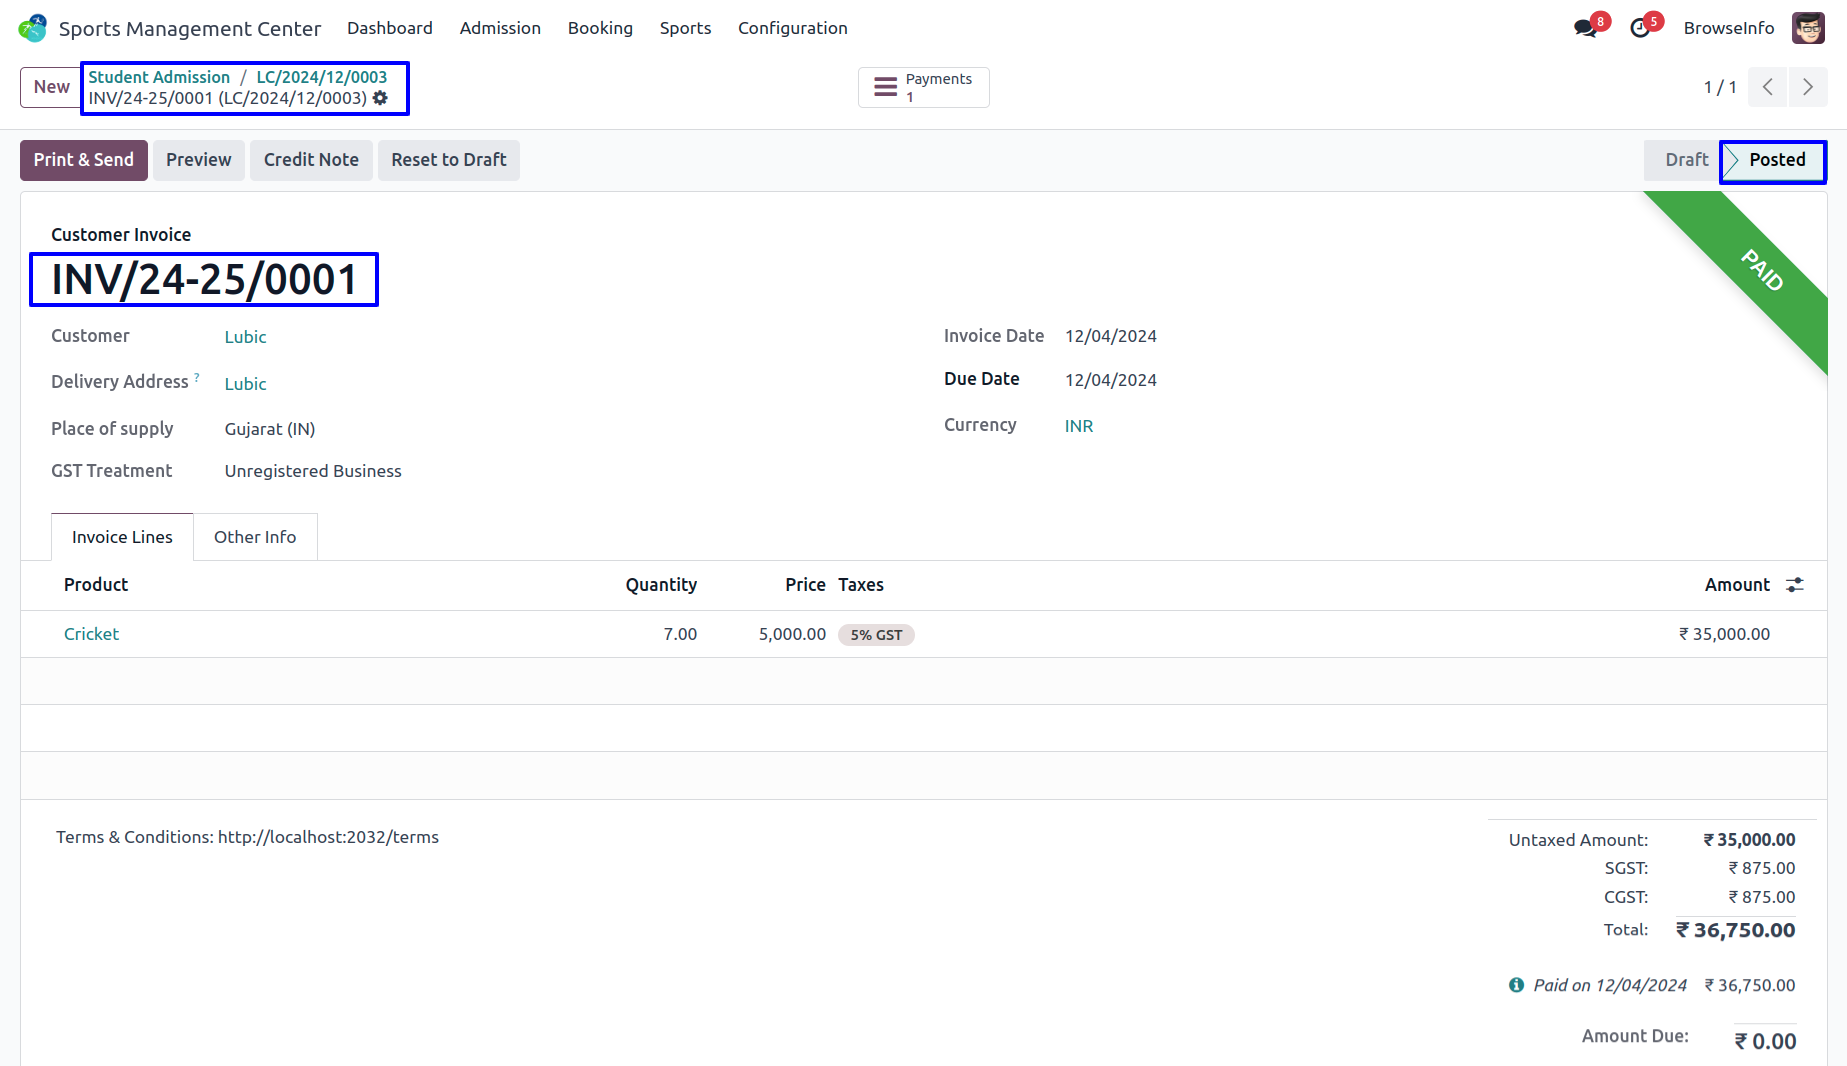 Sports Management Center Dashboard Admission Booking Sports Configuration 8 5 BrowseInfo
New Student Admission / LC/2024/12/0003
INV/24-25/0001 (LC/2024/12/0003)
Payments
1
1 / 1
Print & Send Preview Credit Note Reset to Draft Draft Posted
PAID
Customer Invoice
INV/24-25/0001
Customer Lubic Invoice Date 12/04/2024
Delivery Address ? Lubic Due Date 12/04/2024
Place of supply Gujarat (IN) Currency INR
GST Treatment Unregistered Business
Invoice Lines Other Info
Product Quantity Price Taxes Amount
Cricket 7.00 5,000.00 5% GST ₹ 35,000.00
Terms & Conditions: http://localhost:2032/terms
Untaxed Amount: ₹ 35,000.00
SGST: ₹ 875.00
CGST: ₹ 875.00
Total: ₹ 36,750.00
Paid on 12/04/2024 ₹ 36,750.00
Amount Due: ₹ 0.00